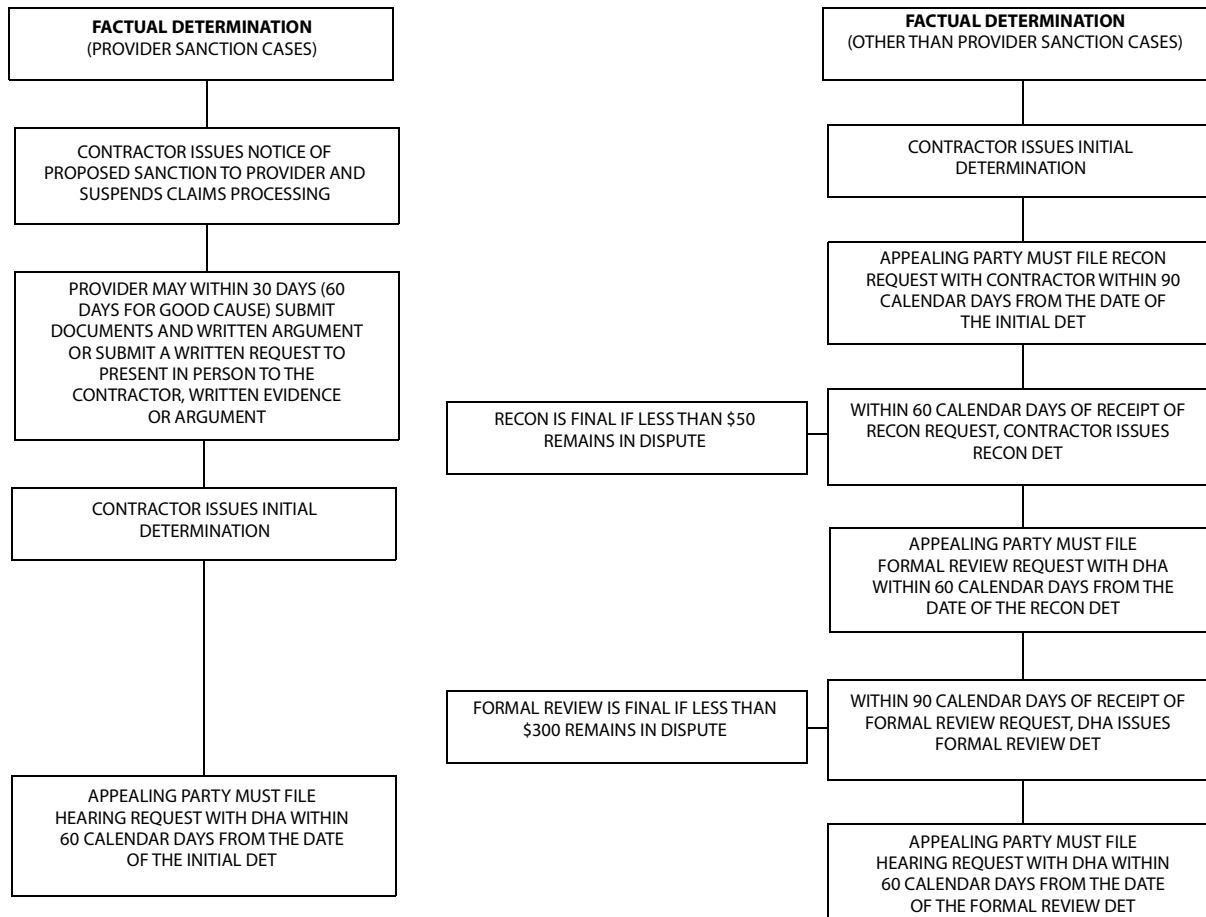 FACTUAL DETERMINATION
(PROVIDER SANCTION CASES)
CONTRACTOR ISSUES NOTICE OF
PROPOSED SANCTION TO PROVIDER AND
SUSPENDS CLAIMS PROCESSING
PROVIDER MAY WITHIN 30 DAYS (60
DAYS FOR GOOD CAUSE) SUBMIT
DOCUMENTS AND WRITTEN ARGUMENT
OR SUBMIT A WRITTEN REQUEST TO
PRESENT IN PERSON TO THE
CONTRACTOR, WRITTEN EVIDENCE
OR ARGUMENT
CONTRACTOR ISSUES INITIAL
DETERMINATION
APPEALING PARTY MUST FILE
HEARING REQUEST WITH DHA WITHIN
60 CALENDAR DAYS FROM THE DATE
OF THE INITIAL DET
FACTUAL DETERMINATION
(OTHER THAN PROVIDER SANCTION CASES)
CONTRACTOR ISSUES INITIAL
DETERMINATION
APPEALING PARTY MUST FILE RECON
REQUEST WITH CONTRACTOR WITHIN 90
CALENDAR DAYS FROM THE DATE OF
THE INITIAL DET
RECON IS FINAL IF LESS THAN $50
REMAINS IN DISPUTE
WITHIN 60 CALENDAR DAYS OF RECEIPT OF
RECON REQUEST, CONTRACTOR ISSUES
RECON DET
APPEALING PARTY MUST FILE
FORMAL REVIEW REQUEST WITH DHA
WITHIN 60 CALENDAR DAYS FROM THE
DATE OF THE RECON DET
FORMAL REVIEW IS FINAL IF LESS THAN
$300 REMAINS IN DISPUTE
WITHIN 90 CALENDAR DAYS OF RECEIPT OF
FORMAL REVIEW REQUEST, DHA ISSUES
FORMAL REVIEW DET
APPEALING PARTY MUST FILE
HEARING REQUEST WITH DHA WITHIN
60 CALENDAR DAYS FROM THE DATE
OF THE FORMAL REVIEW DET